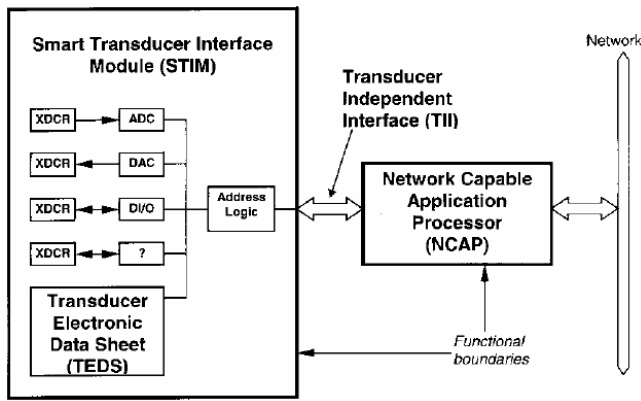 Smart Transducer Interface
Module (STIM)
XDCR
ADC
XDCR
DAC
XDCR
DI/O
XDCR
?
Address
Logic
Transducer
Electronic
Data Sheet
(TEDS)
Transducer
Independent
Interface (TII)
Network Capable
Application
Processor
(NCAP)
Functional
boundaries
Network